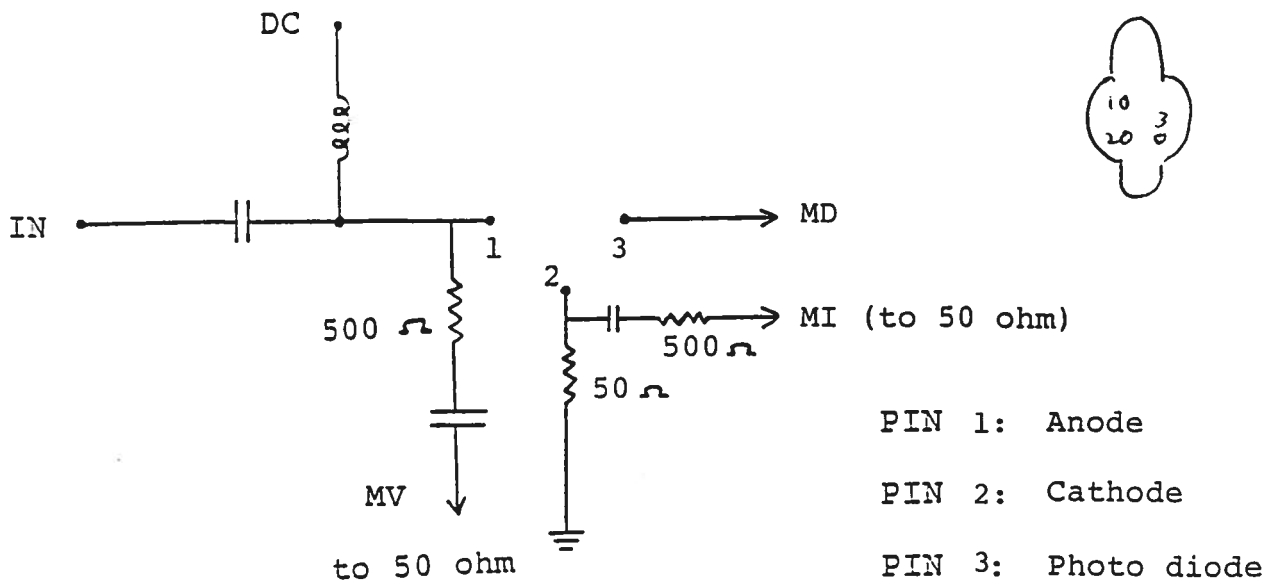 DC
10
3
20 0
IN
1
3
MD
2
500 Ω
MI (to 50 ohm)
500 Ω
50 Ω
PIN 1: Anode
MV
PIN 2: Cathode
to 50 ohm
PIN 3: Photo diode